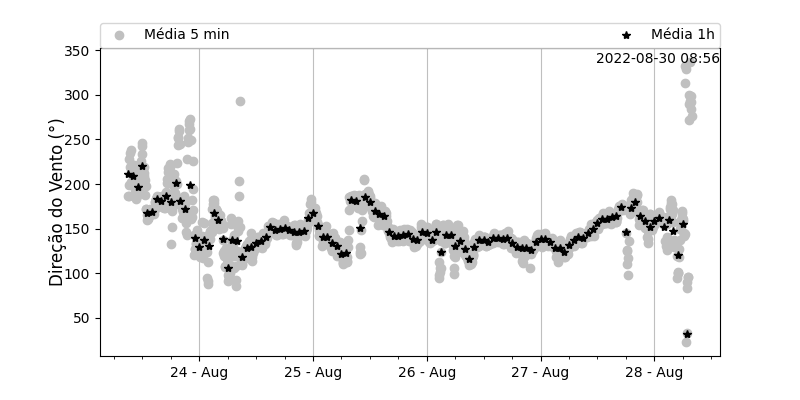 Média 5 min
Média 1h
2022-08-30 08:56
Direção do Vento (°)
350
300
250
200
150
100
50
24 - Aug
25 - Aug
26 - Aug
27 - Aug
28 - Aug